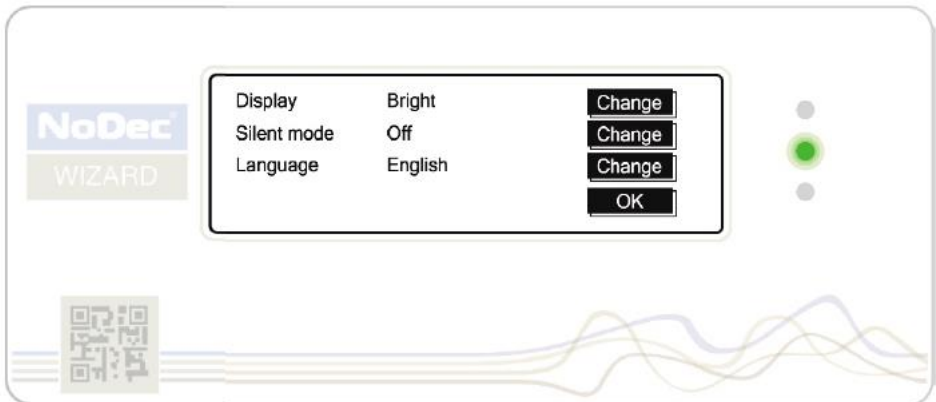 NoDec
WIZARD
Display Bright Change
Silent mode Off Change
Language English Change
OK